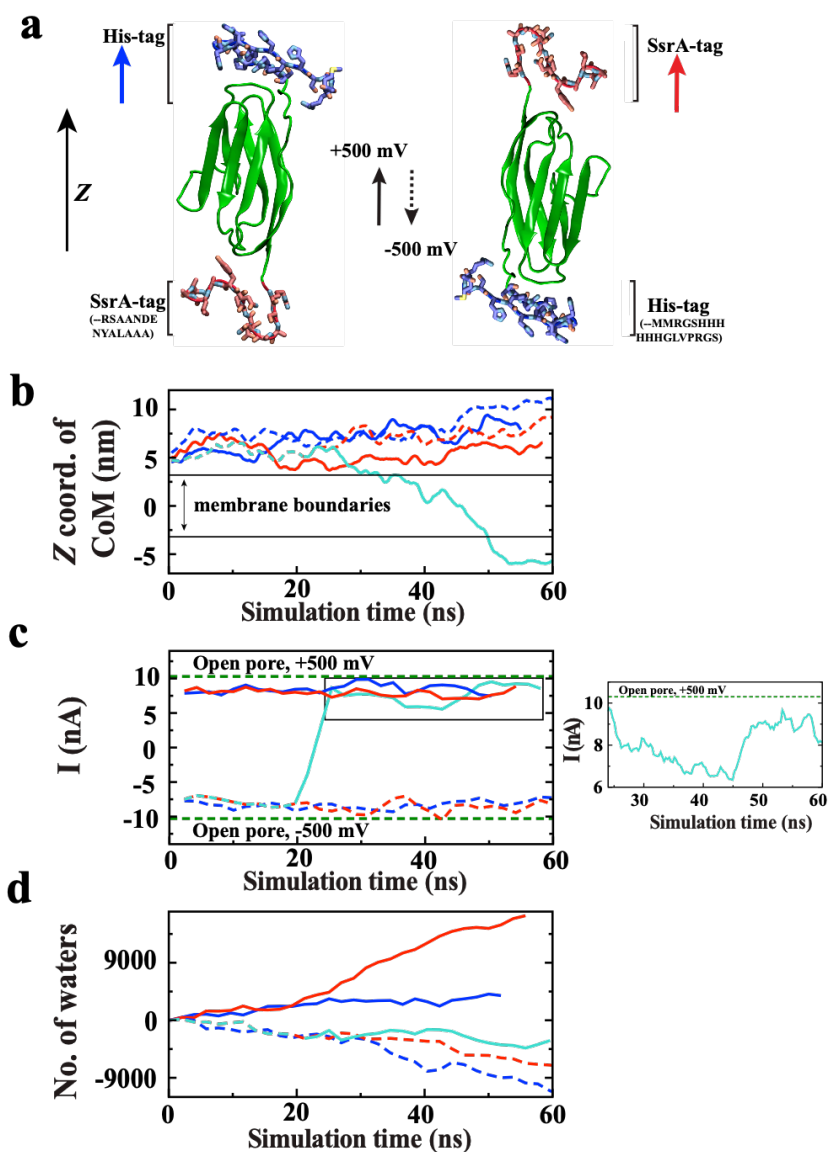 a
His-tag
SsrA-tag
Z
+500 mV
-500 mV
SsrA-tag
(–RSAANDE
NYALAAA)
His-tag
(–MMRGSHHH
HHHGLVPRGS)
b
Z coord. of
CoM (nm)
10
5
0
-5
membrane boundaries
0 20 40 60
Simulation time (ns)
c
I (nA)
10
5
0
-5
-10
Open pore, +500 mV
Open pore, -500 mV
0 20 40 60
Simulation time (ns)
I (nA)
10
8
6
Open pore, +500 mV
30 40 50 60
Simulation time (ns)
d
No. of waters
9000
0
-9000
0 20 40 60
Simulation time (ns)